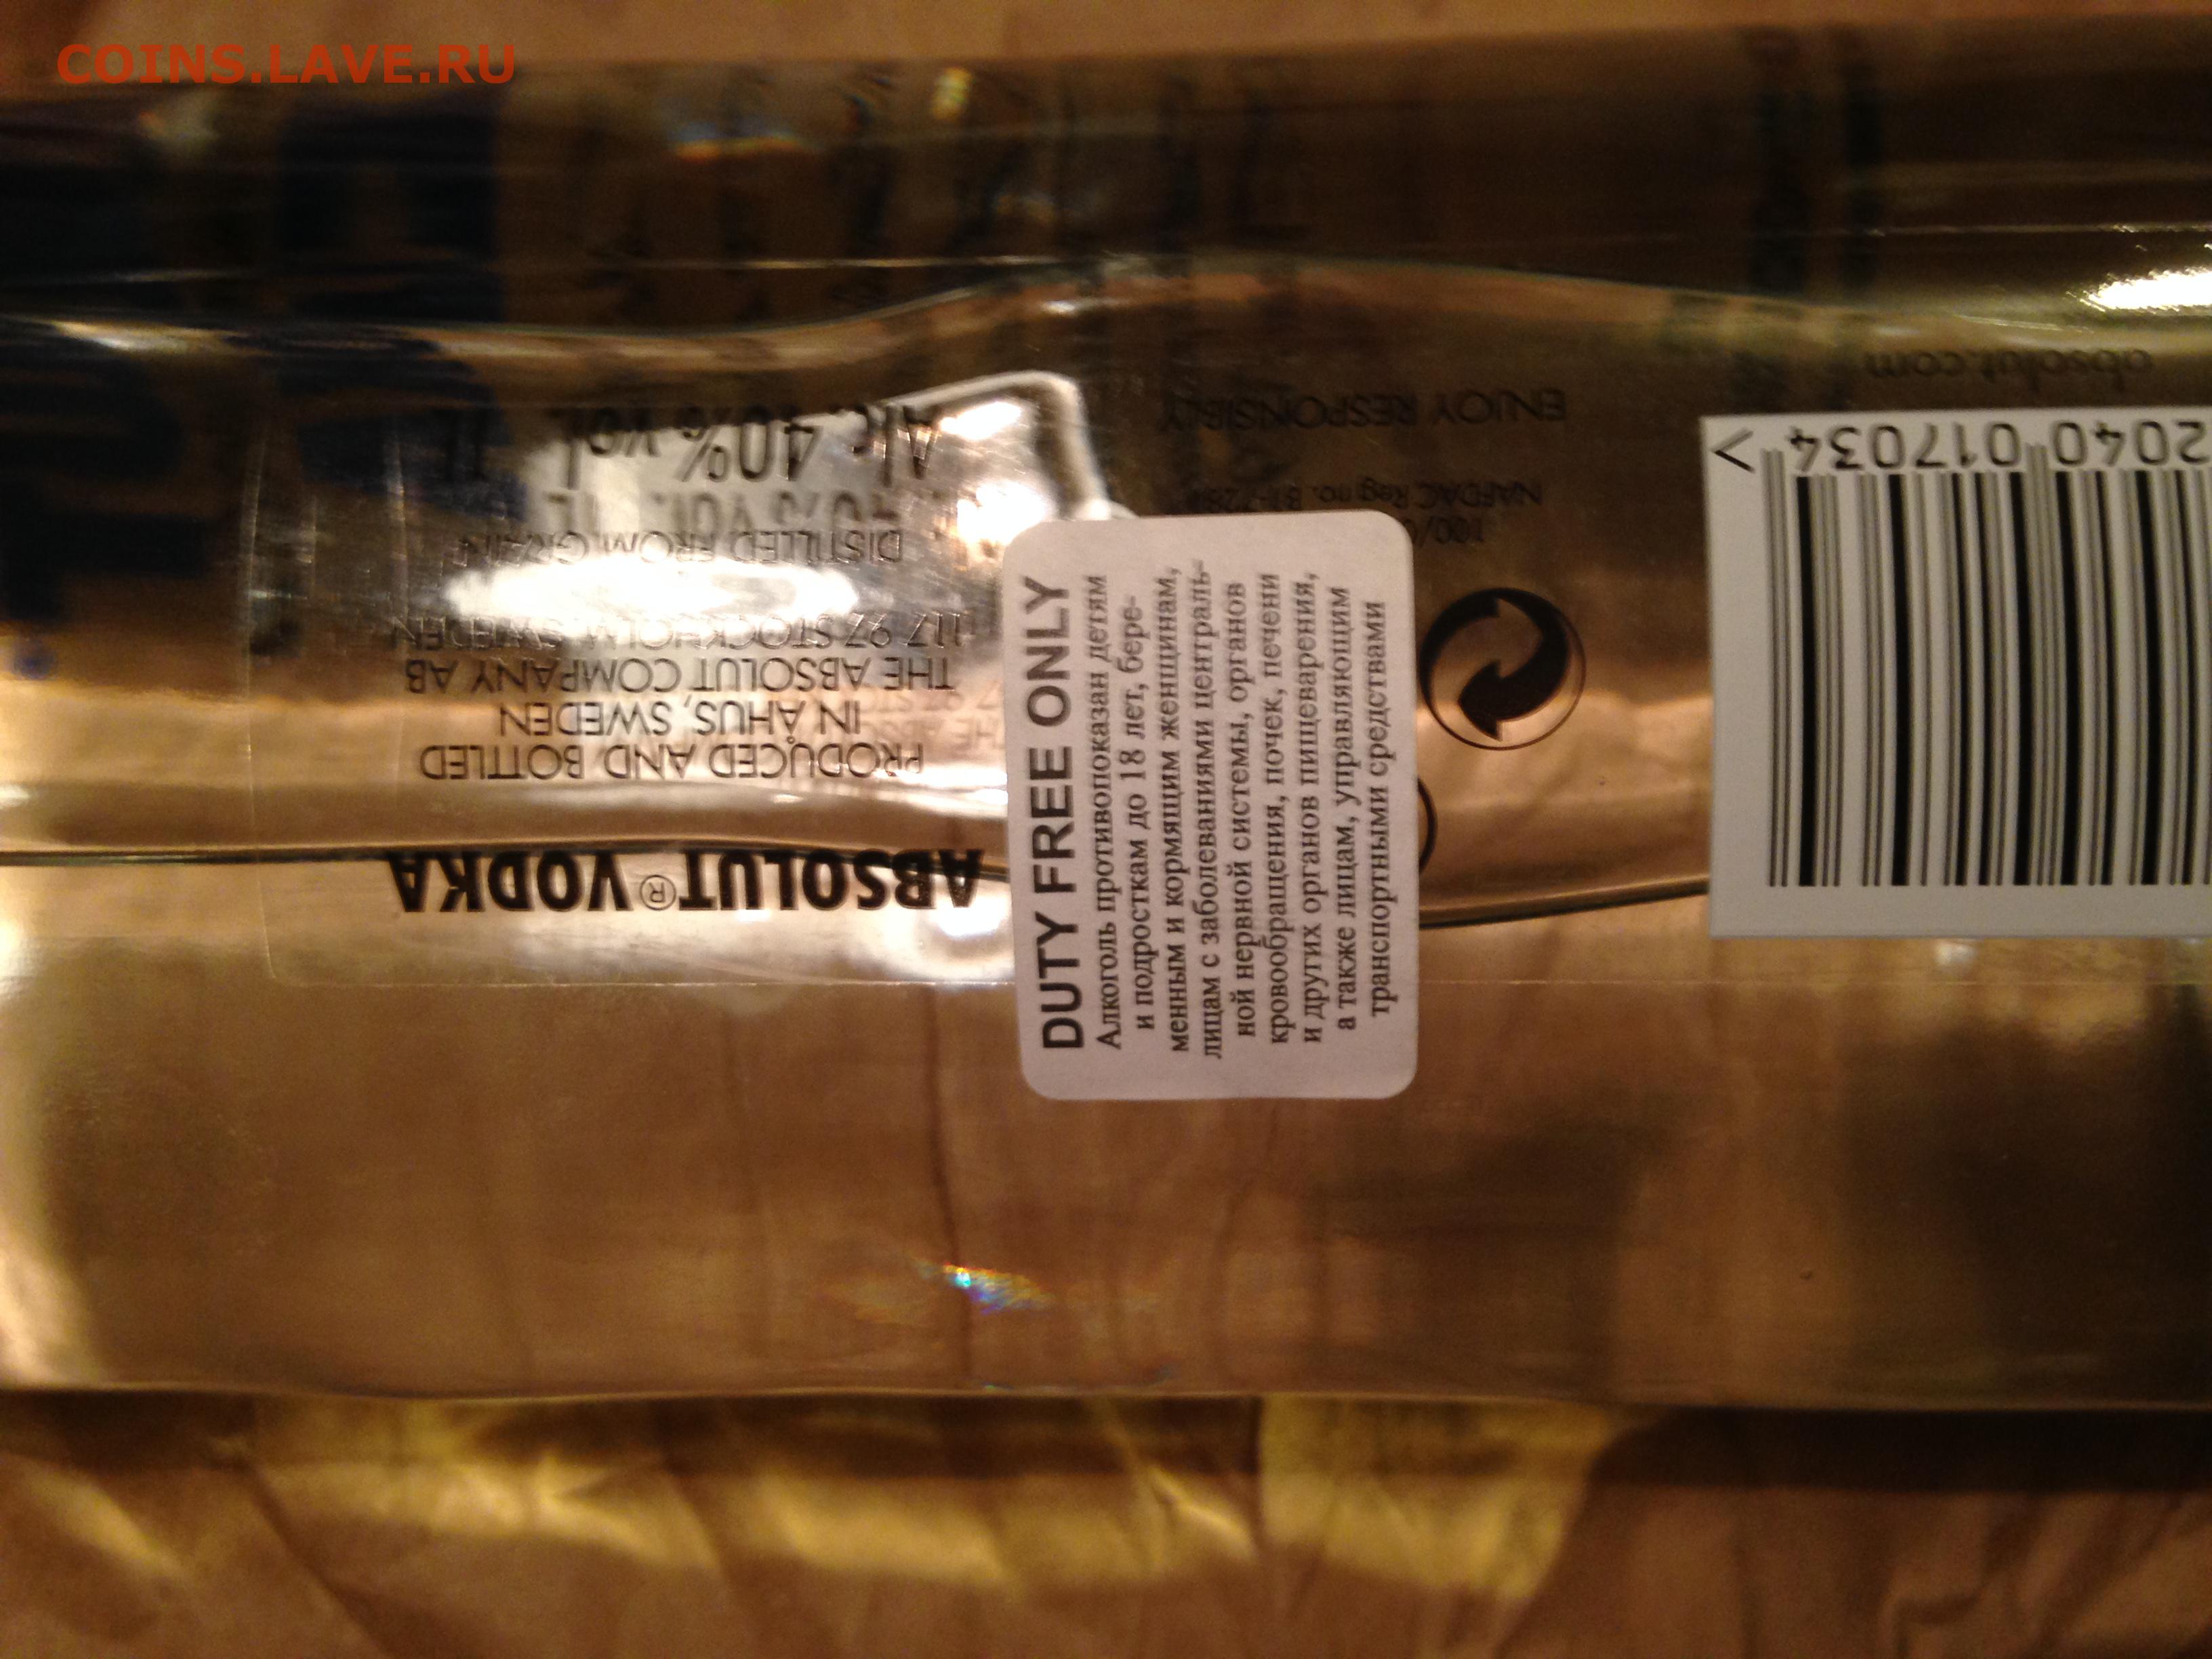 COINS.LAVE.RU
ABSOLUT® VODKA
PRODUCED AND BOTTLED
IN ÅHUS, SWEDEN
THE ABSOLUT COMPANY AB
117 97 STOCKHOLM, SWEDEN
DISTILLED FROM GRAIN
Alc. 40% vol. 1L
DUTY FREE ONLY
Алкоголь противопоказан детям
и подросткам до 18 лет, бере-
менным и кормящим женщинам,
лицам с заболеваниями централь-
ной нервной системы, органов
кровообращения, почек, печени
и других органов пищеварения,
а также лицам, управляющим
транспортными средствами
NAFDAC Reg no.
ENJOY RESPONSIBLY
2040 017034 >
absolut.com